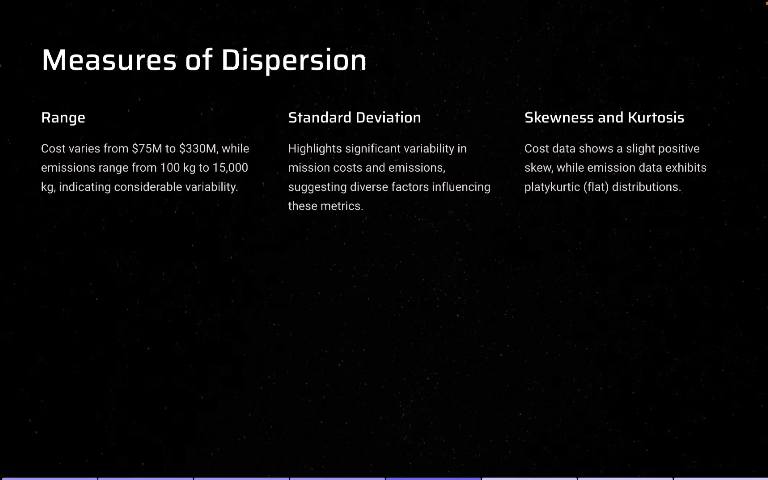 Measures of Dispersion
Range
Cost varies from $75M to $330M, while
emissions range from 100 kg to 15,000
kg, indicating considerable variability.
Standard Deviation
Highlights significant variability in
mission costs and emissions,
suggesting diverse factors influencing
these metrics.
Skewness and Kurtosis
Cost data shows a slight positive
skew, while emission data exhibits
platykurtic (flat) distributions.